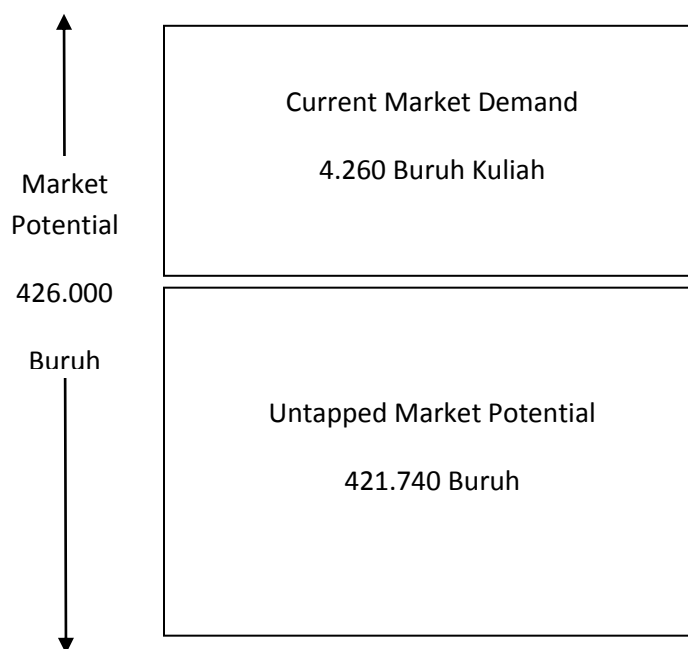 Current Market Demand
4.260 Buruh Kuliah
Market
Potential
426.000
Buruh
Untapped Market Potential
421.740 Buruh